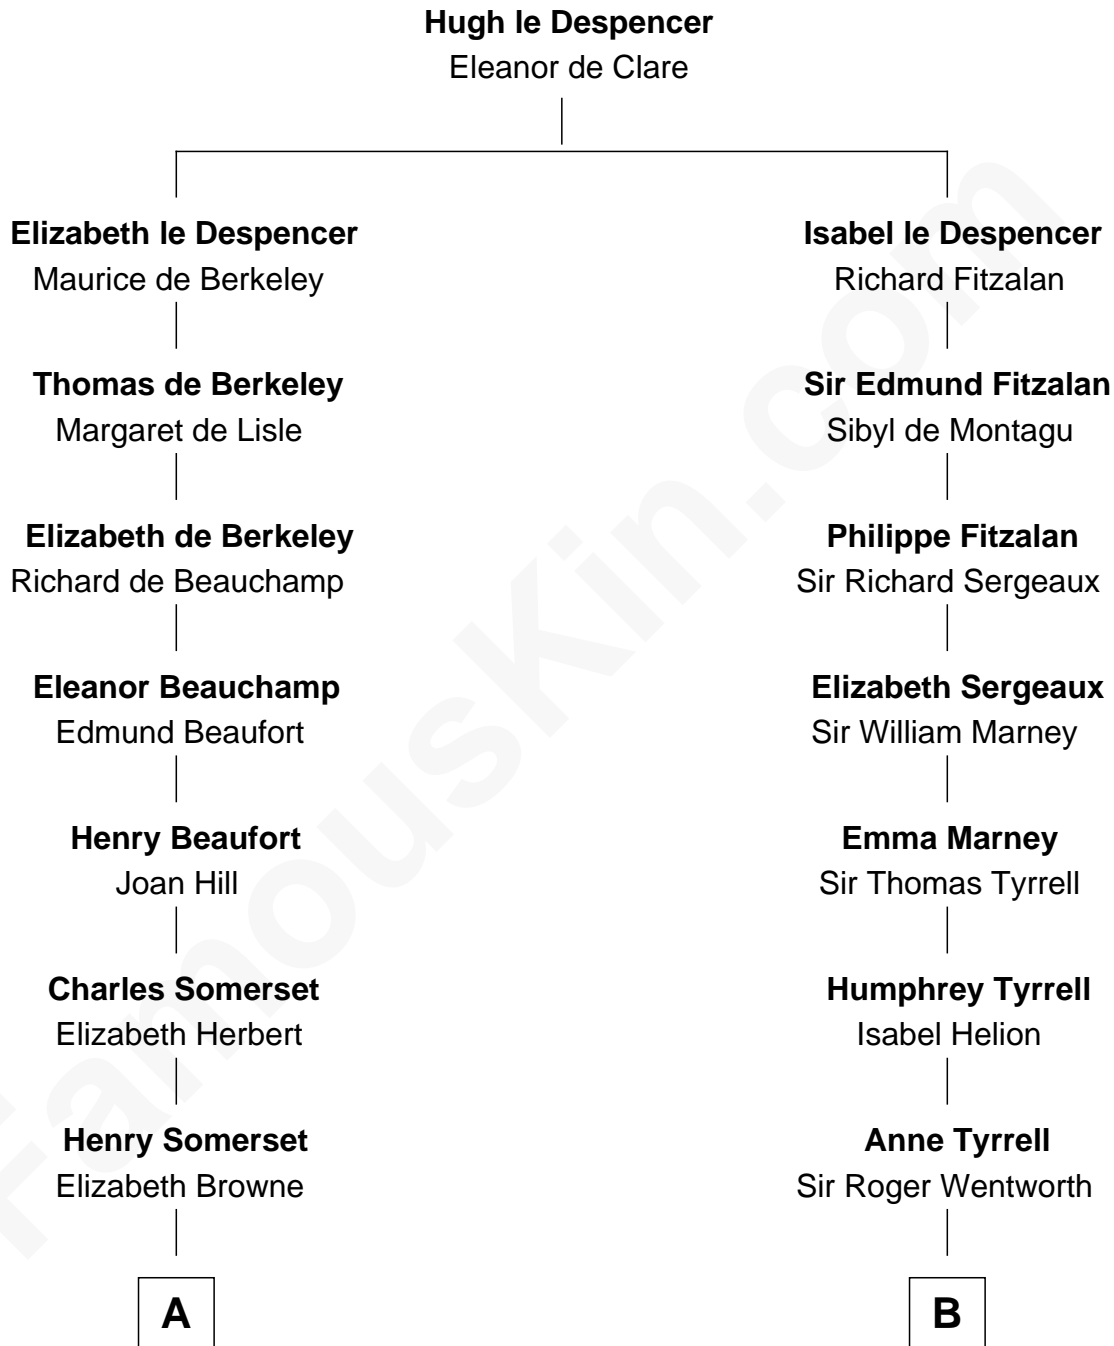 Hugh le Despencer
Eleanor de Clare
Elizabeth le Despencer
Maurice de Berkeley
Isabel le Despencer
Richard Fitzalan
Thomas de Berkeley
Margaret de Lisle
Sir Edmund Fitzalan
Sibyl de Montagu
Elizabeth de Berkeley
Richard de Beauchamp
Philippe Fitzalan
Sir Richard Sergeaux
Eleanor Beauchamp
Edmund Beaufort
Elizabeth Sergeaux
Sir William Marney
Henry Beaufort
Joan Hill
Emma Marney
Sir Thomas Tyrrell
Charles Somerset
Elizabeth Herbert
Humphrey Tyrrell
Isabel Helion
Henry Somerset
Elizabeth Browne
Anne Tyrrell
Sir Roger Wentworth
A
B
FamousKin.com